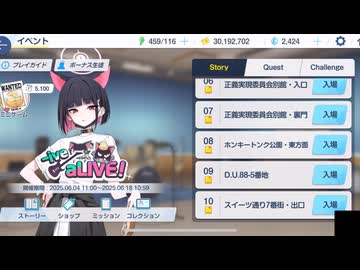 イベント
459/116
30,192,702
2,424
プレイガイド
ボーナス生徒
WANTED
5,100
ミニゲーム
-ive aLIVE!
開催期間：2025.06.04 11:00～2025.06.18 10:59
ストーリー
ショップ
ミッション
コレクション
Story
Quest
Challenge
06 正義実現委員会別館・入口 入場
07 正義実現委員会別館・裏門 入場
08 ホンキートンク公園・東方面 入場
09 D.U.88-5番地 入場
10 スイーツ通り7番街・出口 入場